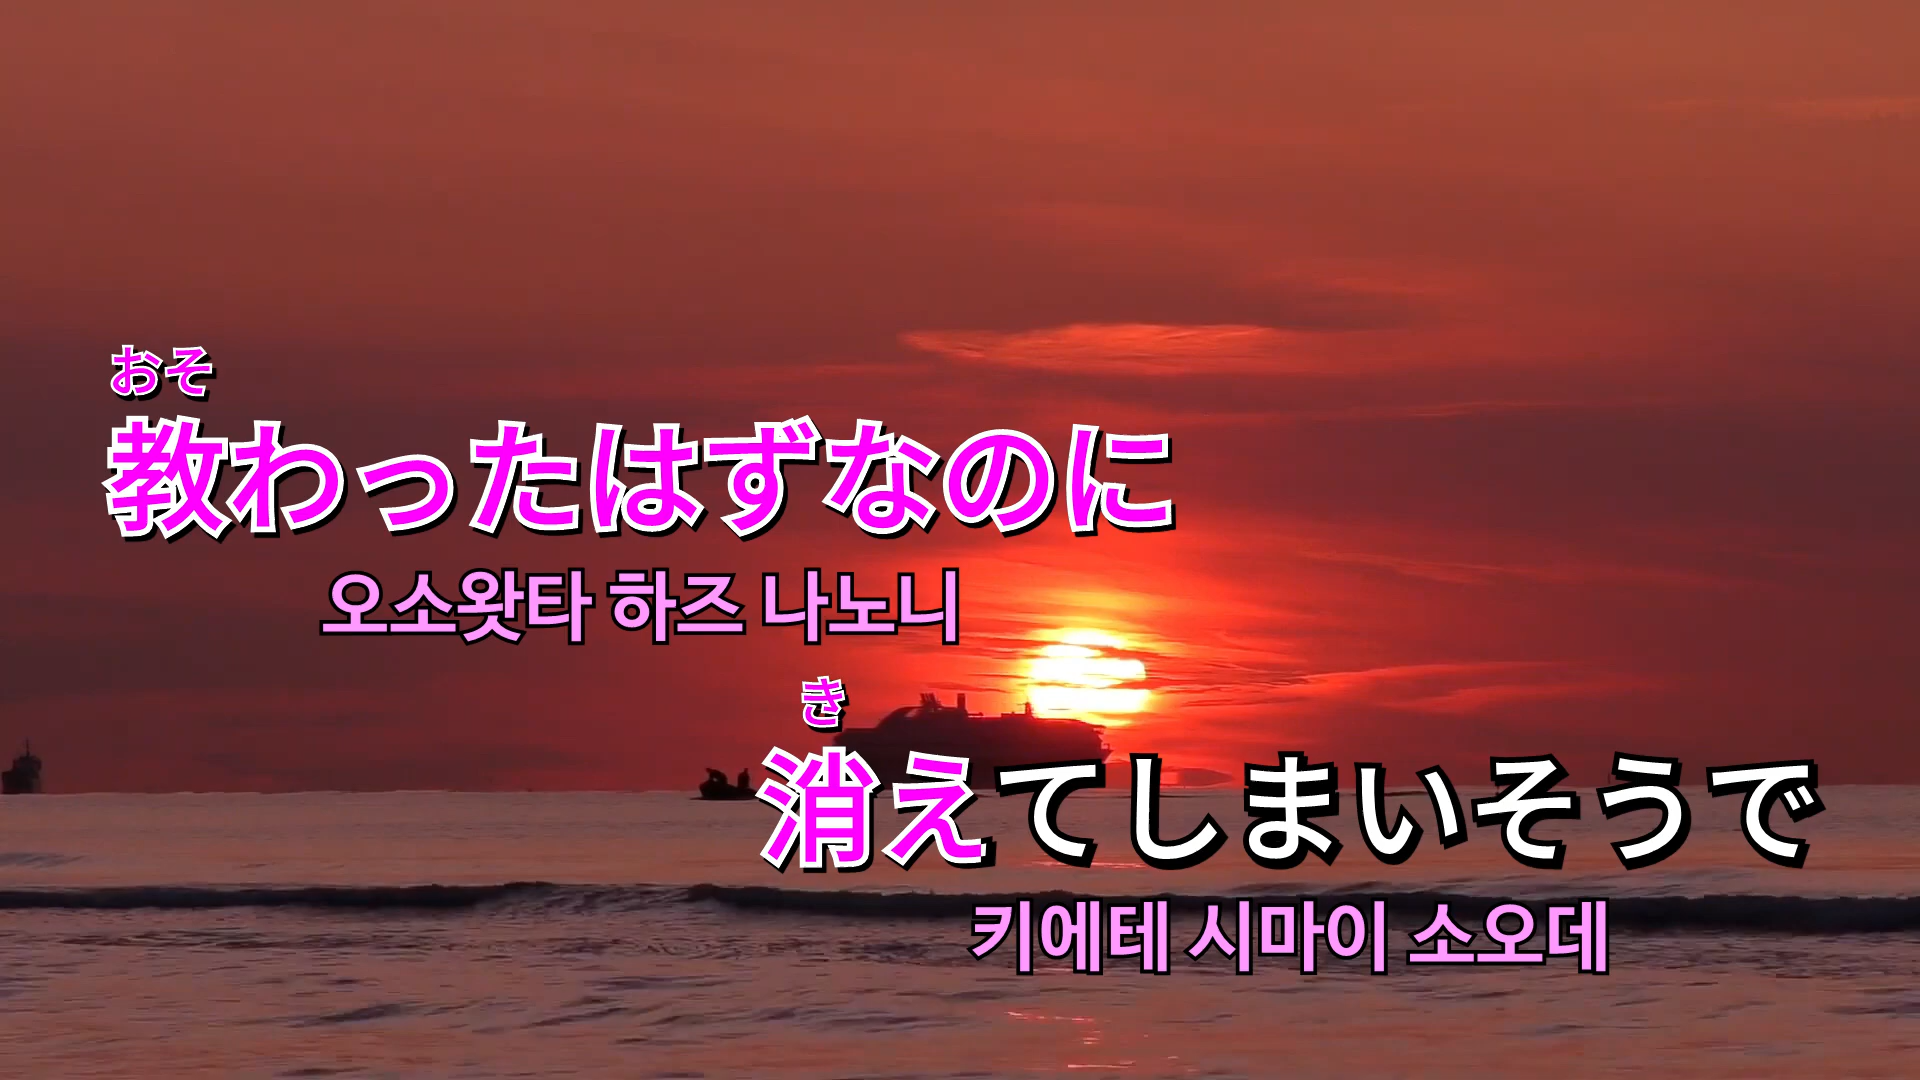 おそ
教わったはずなのに
오소왓타 하즈 나노니
き
消えてしまいそうで
키에테 시마이 소오데